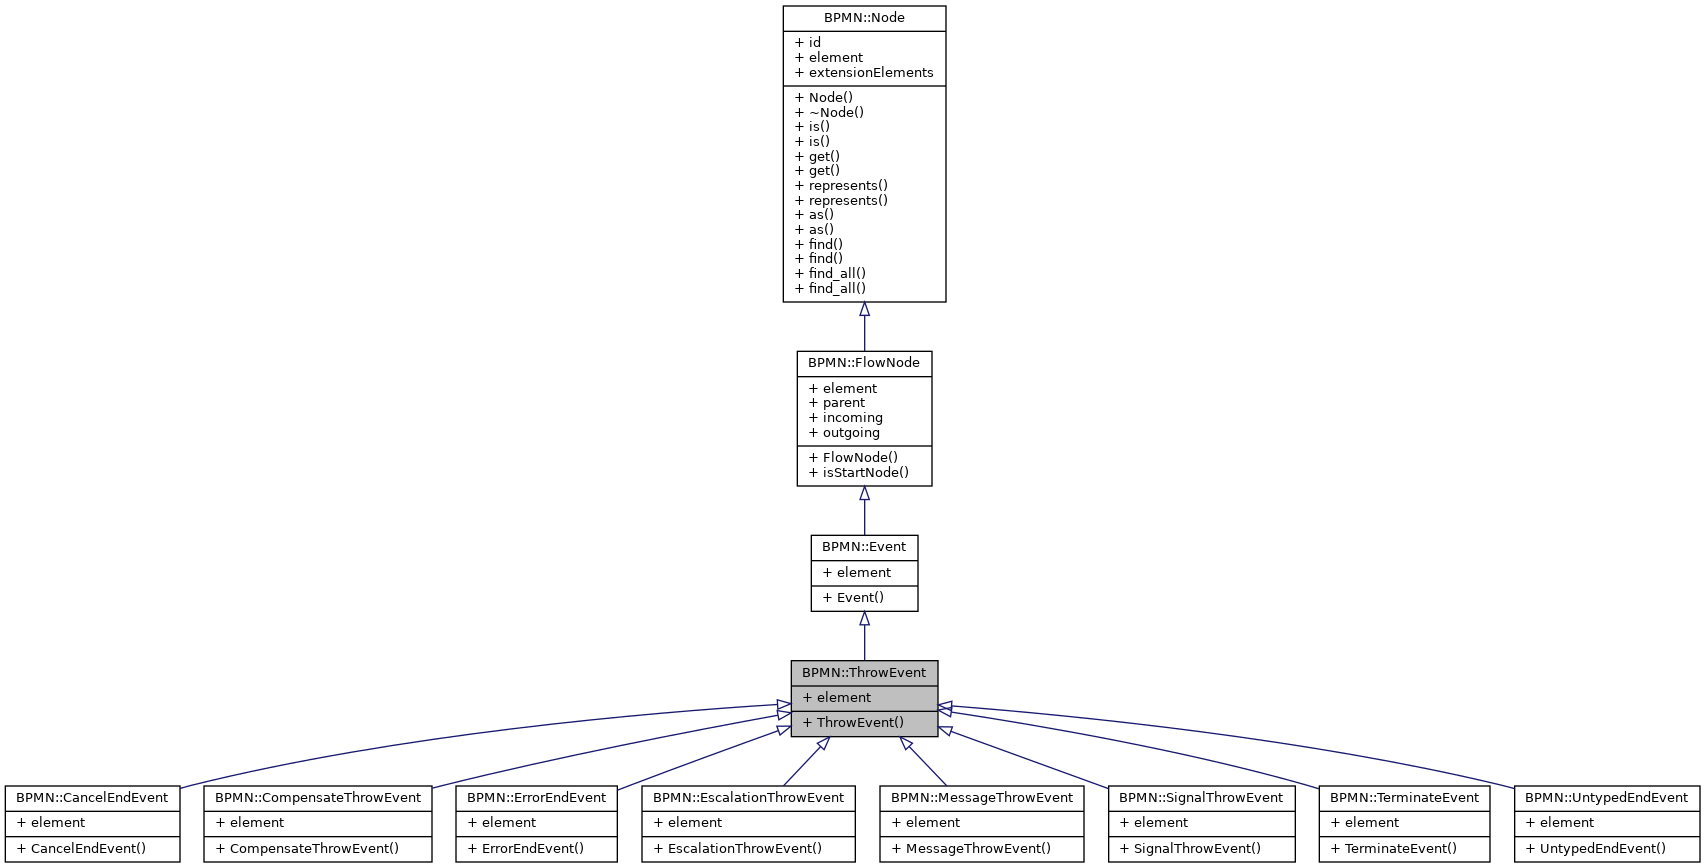 BPMN::Node
+ id
+ element
+ extensionElements
+ Node()
+ ~Node()
+ is()
+ is()
+ get()
+ get()
+ represents()
+ represents()
+ as()
+ as()
+ find()
+ find()
+ find_all()
+ find_all()
BPMN::FlowNode
+ element
+ parent
+ incoming
+ outgoing
+ FlowNode()
+ isStartNode()
BPMN::Event
+ element
+ Event()
BPMN::ThrowEvent
+ element
+ ThrowEvent()
BPMN::CancelEndEvent
+ element
+ CancelEndEvent()
BPMN::CompensateThrowEvent
+ element
+ CompensateThrowEvent()
BPMN::ErrorEndEvent
+ element
+ ErrorEndEvent()
BPMN::EscalationThrowEvent
+ element
+ EscalationThrowEvent()
BPMN::MessageThrowEvent
+ element
+ MessageThrowEvent()
BPMN::SignalThrowEvent
+ element
+ SignalThrowEvent()
BPMN::TerminateEvent
+ element
+ TerminateEvent()
BPMN::UntypedEndEvent
+ element
+ UntypedEndEvent()